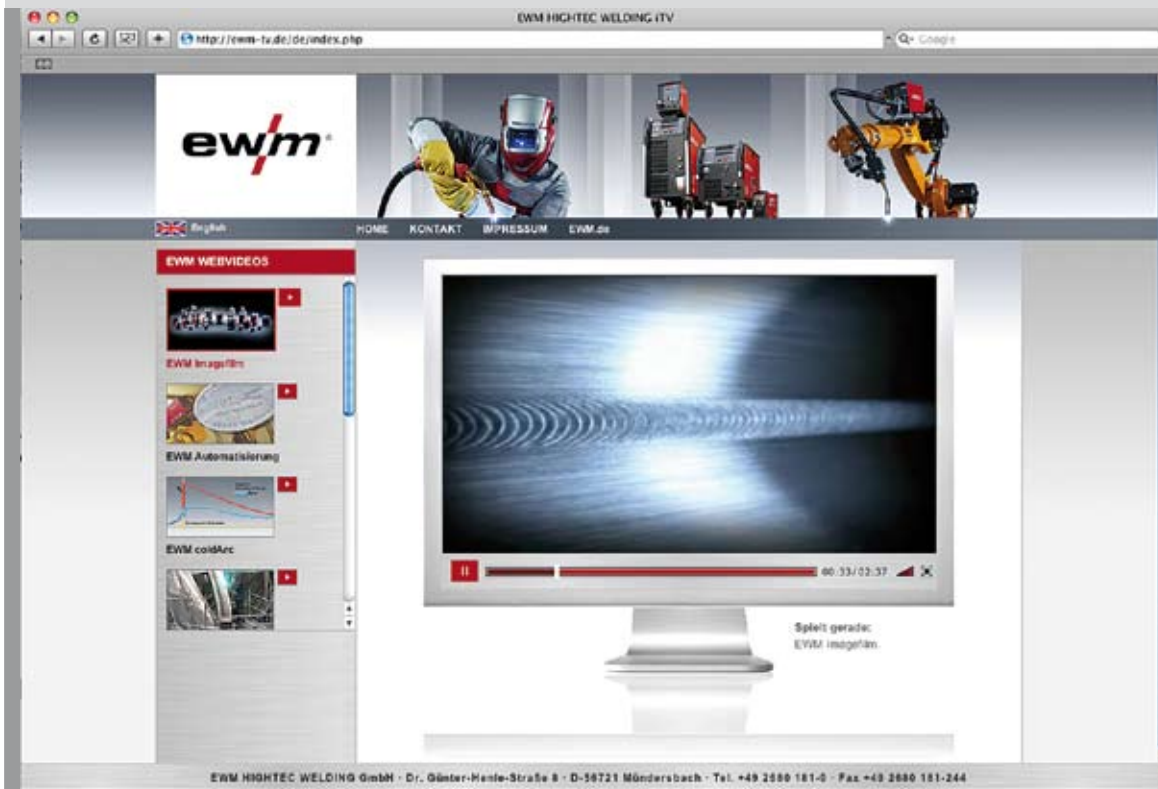 EWM HIGHTEC WELDING iTV
http://ewm-tv.de/de/index.php
Google
ewm®
English HOME KONTAKT IMPRESSUM EWM.de
EWM WEBVIDEOS
EWM Imagefilm
EWM Automatisierung
EWM coldArc
00:33/02:37
Spielt gerade:
EWM Imagefilm
EWM HIGHTEC WELDING GmbH · Dr. Günter-Henle-Straße 8 · D-56721 Mündersbach · Tel. +49 2680 181-0 · Fax +49 2680 181-244